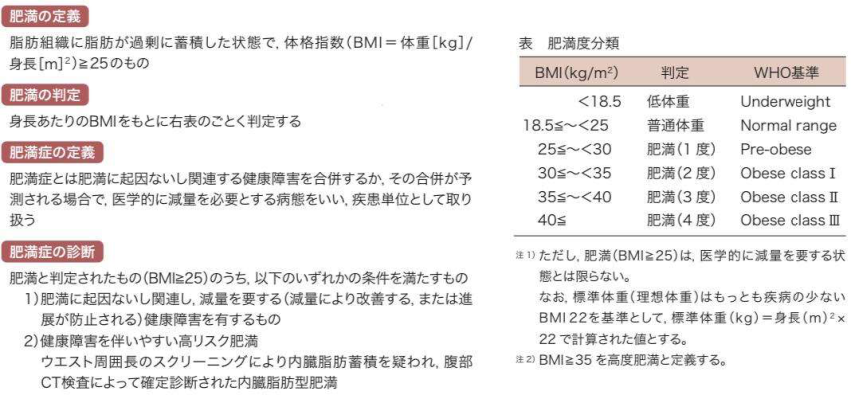 肥満の定義
脂肪組織に脂肪が過剰に蓄積した状態で, 体格指数(BMI＝体重[kg]/
身長[m]²)≧25のもの
肥満の判定
身長あたりのBMIをもとに右表のごとく判定する
肥満症の定義
肥満症とは肥満に起因ないし関連する健康障害を合併するか, その合併が予
測される場合で, 医学的に減量を必要とする病態をいい, 疾患単位として取り
扱う
肥満症の診断
肥満と判定されたもの(BMI≧25)のうち, 以下のいずれかの条件を満たすもの
1)肥満に起因ないし関連し, 減量を要する(減量により改善する, または進
展が防止される)健康障害を有するもの
2)健康障害を伴いやすい高リスク肥満
ウエスト周囲長のスクリーニングにより内臓脂肪蓄積を疑われ, 腹部
CT検査によって確定診断された内臓脂肪型肥満
表 肥満度分類
BMI(kg/m²) 判定 WHO基準
<18.5 低体重 Underweight
18.5≦～<25 普通体重 Normal range
25≦～<30 肥満(1度) Pre-obese
30≦～<35 肥満(2度) Obese classⅠ
35≦～<40 肥満(3度) Obese classⅡ
40≦ 肥満(4度) Obese classⅢ
注1) ただし, 肥満(BMI≧25)は, 医学的に減量を要する状
態とは限らない。
なお, 標準体重(理想体重)はもっとも疾病の少ない
BMI 22を基準として, 標準体重(kg)＝身長(m)²×
22で計算された値とする。
注2) BMI≧35を高度肥満と定義する。